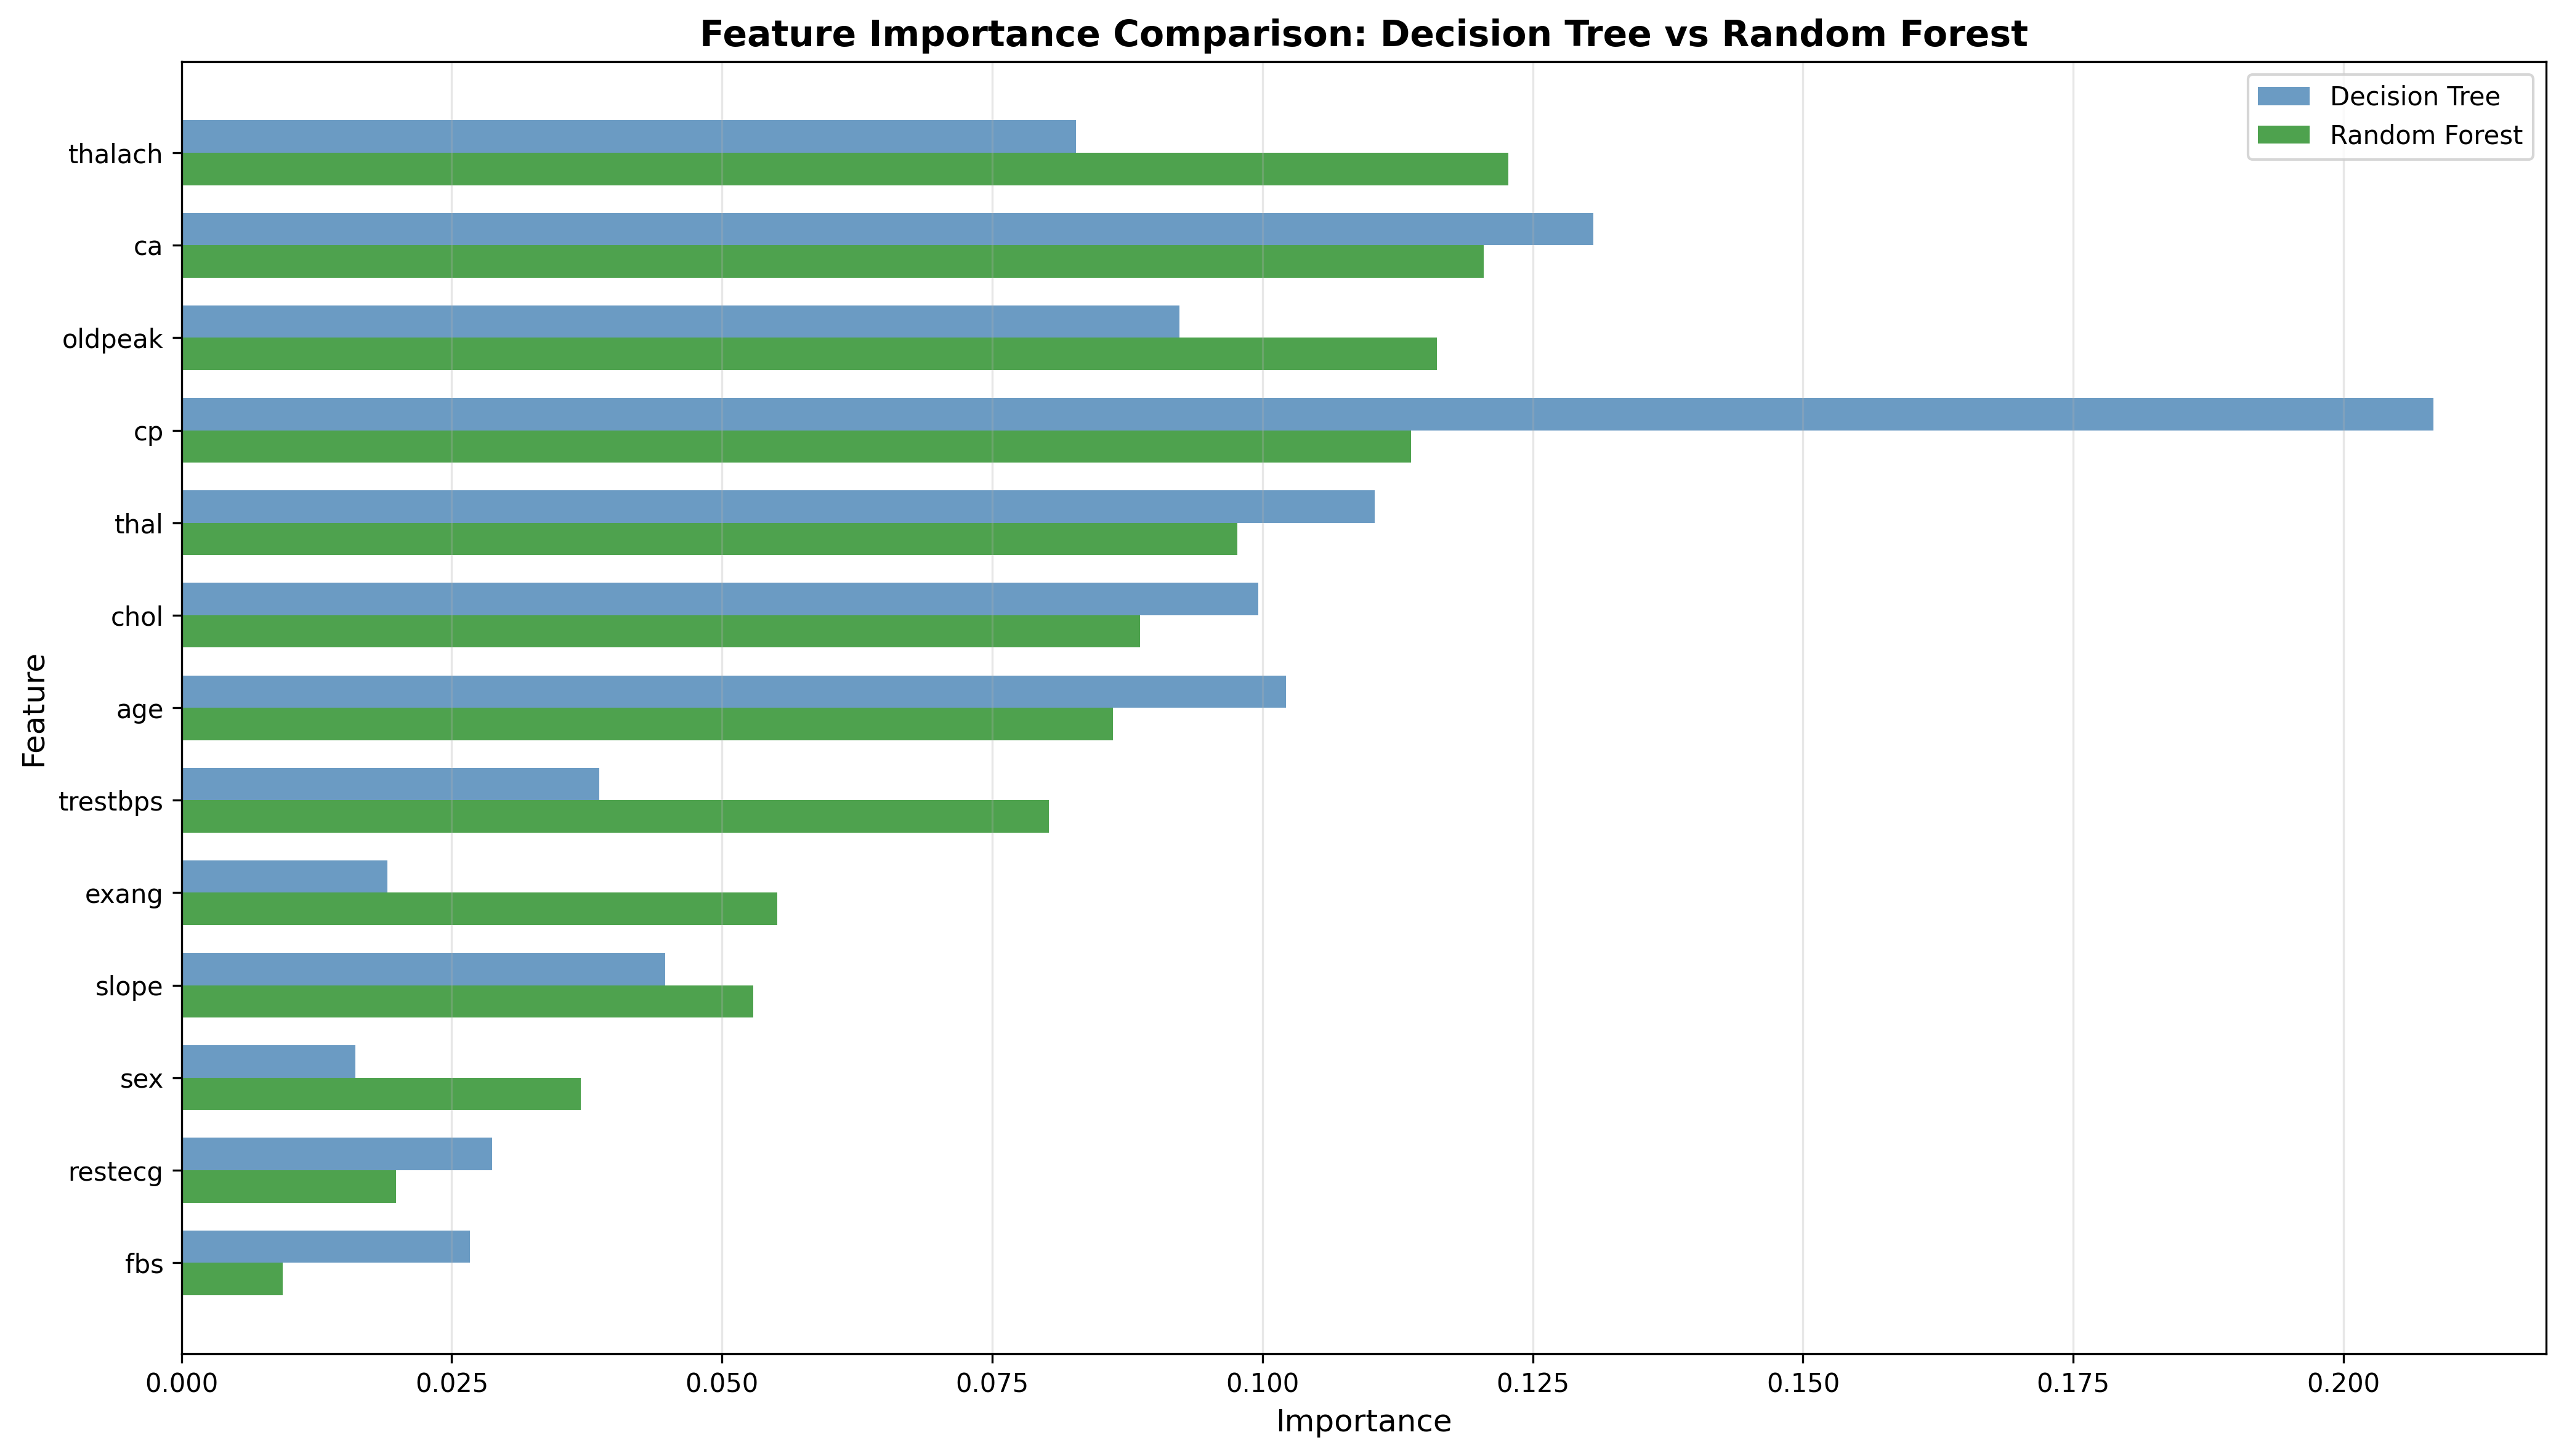 Feature Importance Comparison: Decision Tree vs Random Forest
Decision Tree
Random Forest
Feature
thalach
ca
oldpeak
cp
thal
chol
age
trestbps
exang
slope
sex
restecg
fbs
0.000 0.025 0.050 0.075 0.100 0.125 0.150 0.175 0.200
Importance